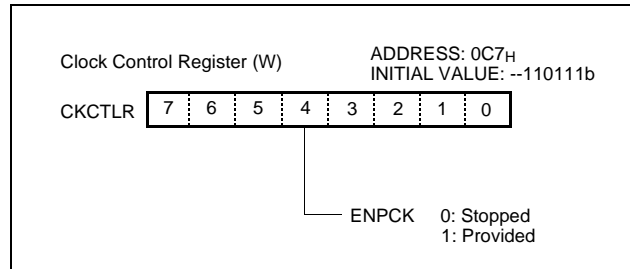 Clock Control Register (W)
ADDRESS: 0C7H
INITIAL VALUE: --110111b
CKCTLR 7 6 5 4 3 2 1 0
ENPCK 0: Stopped
1: Provided